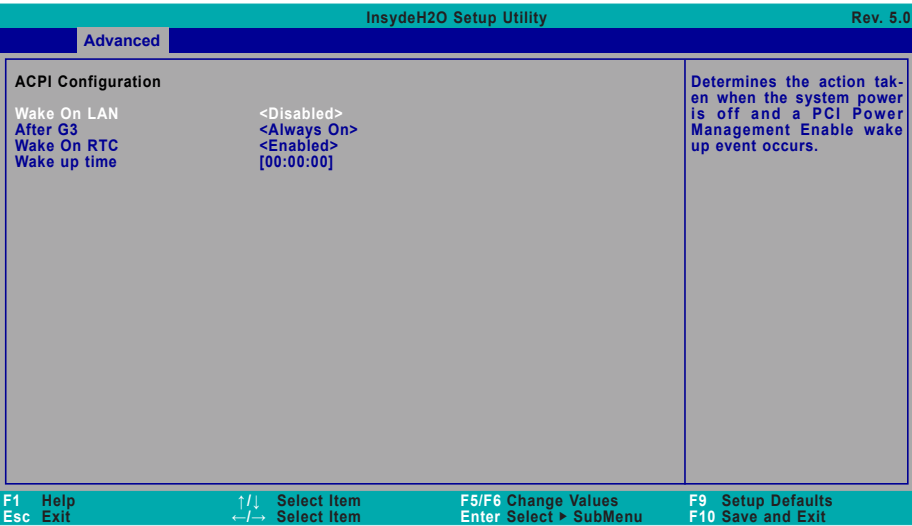 InsydeH2O Setup Utility Rev. 5.0
Advanced
ACPI Configuration
Wake On LAN <Disabled>
After G3 <Always On>
Wake On RTC <Enabled>
Wake up time [00:00:00]
Determines the action tak-
en when the system power
is off and a PCI Power
Management Enable wake
up event occurs.
F1 Help ↑/↓ Select Item F5/F6 Change Values F9 Setup Defaults
Esc Exit ←/→ Select Item Enter Select ▶ SubMenu F10 Save and Exit